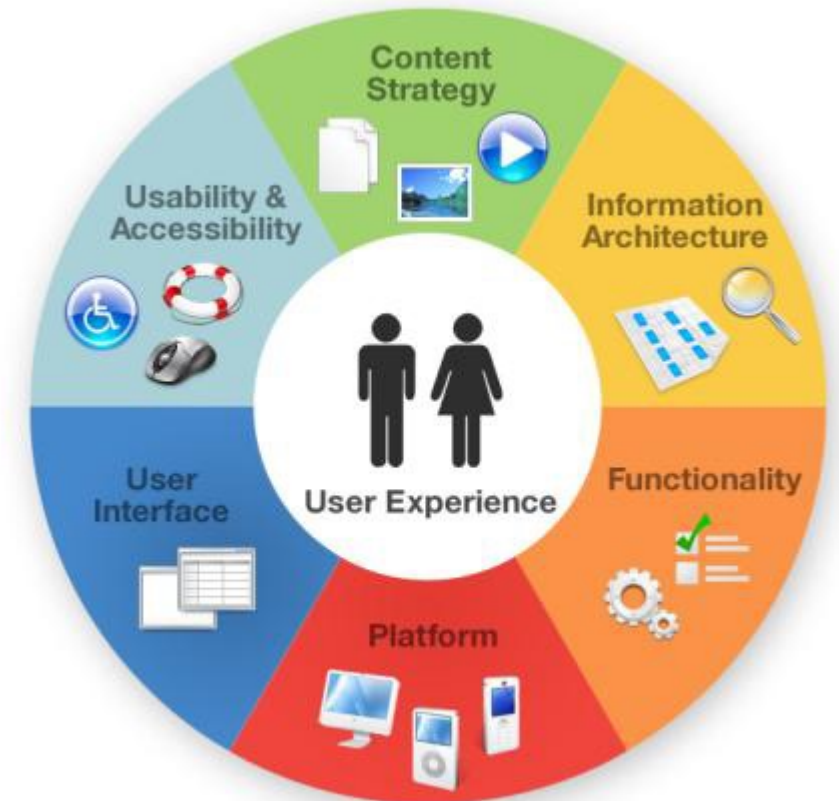 Content
Strategy
Information
Architecture
Functionality
Platform
User
Interface
Usability &
Accessibility
User Experience